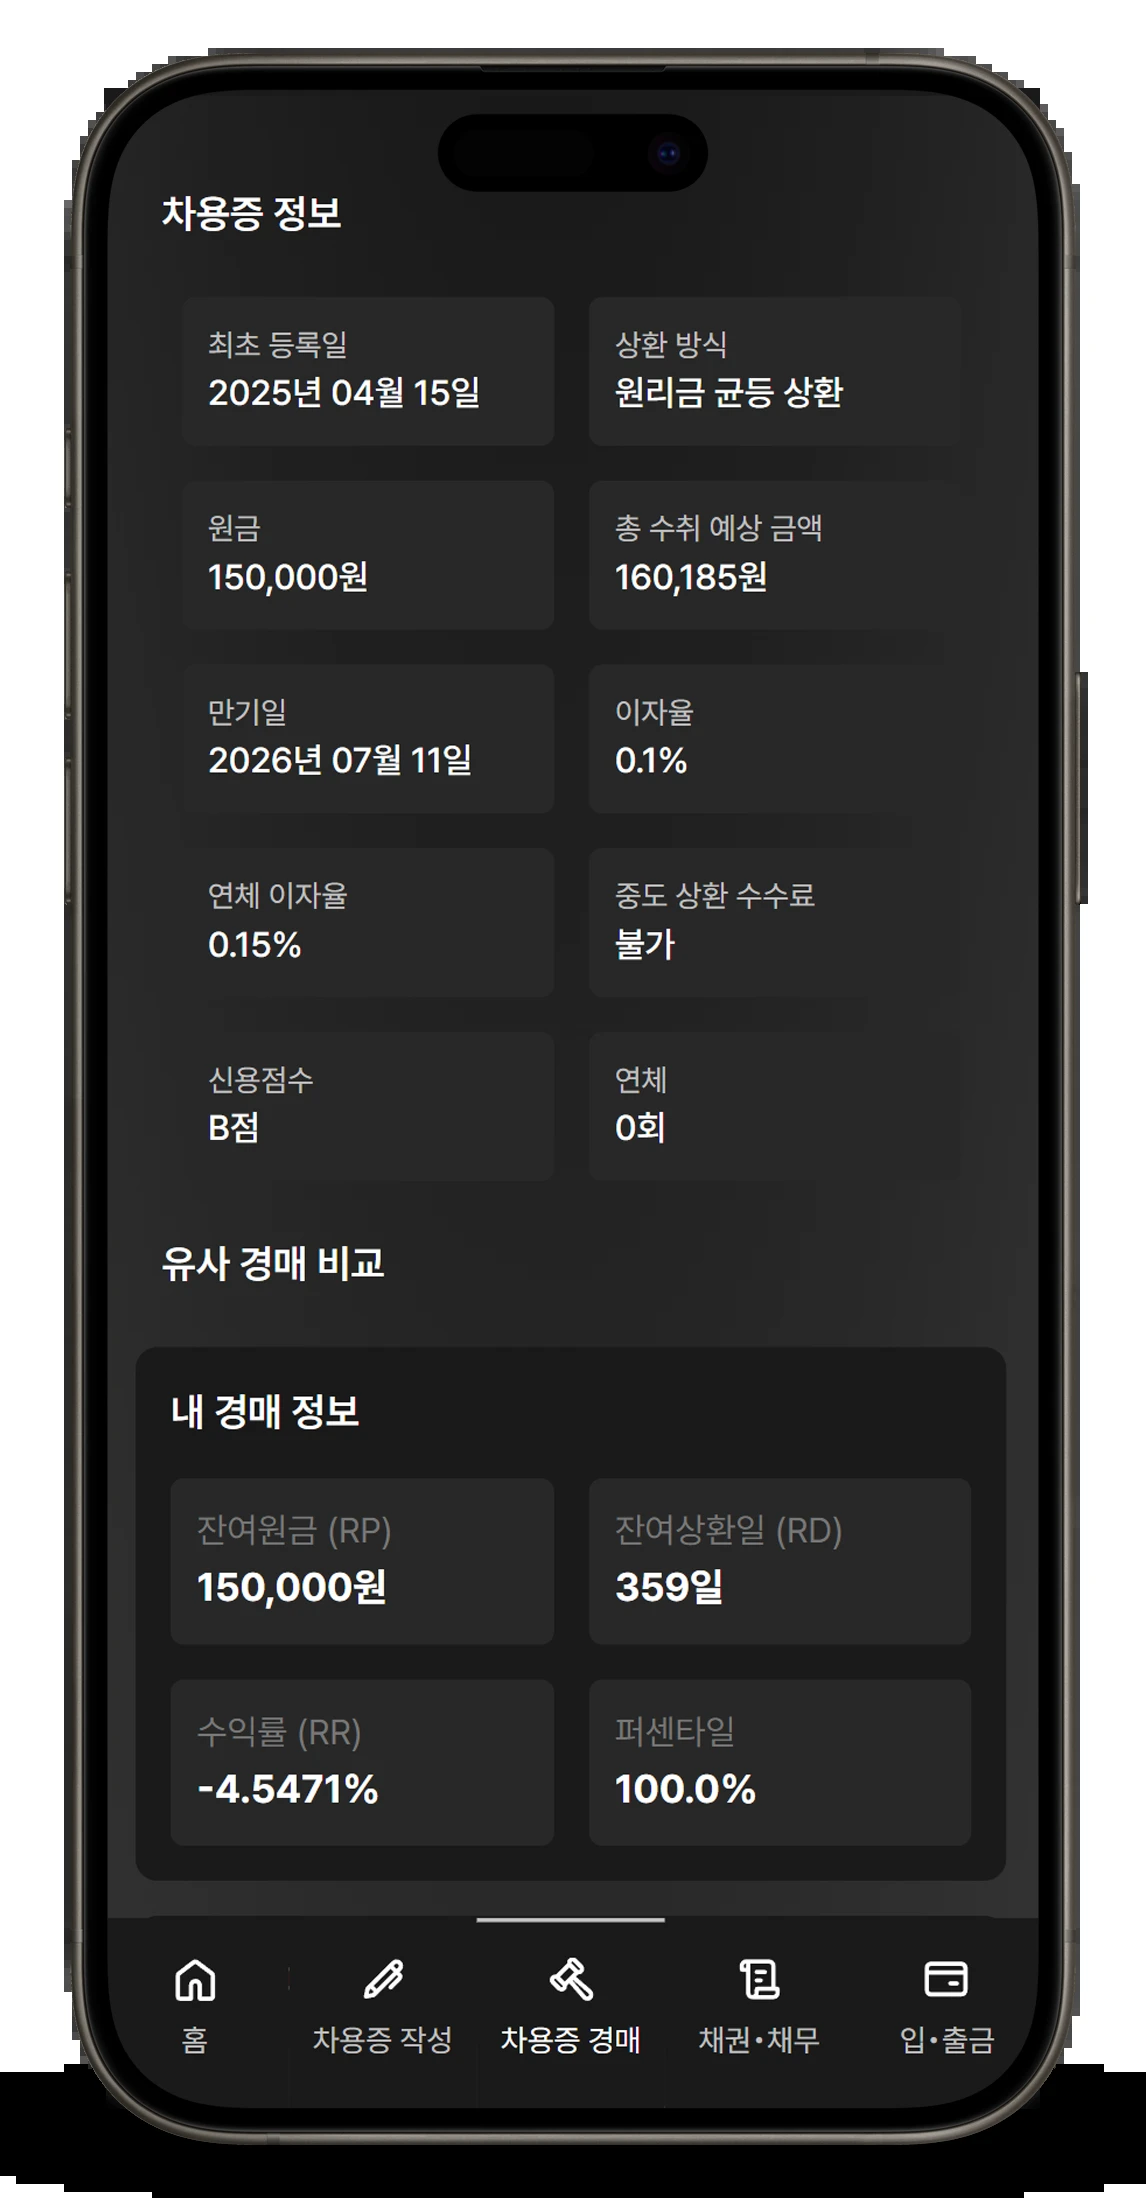 차용증 정보
최초 등록일
2025년 04월 15일
상환 방식
원리금 균등 상환
원금
150,000원
총 수취 예상 금액
160,185원
만기일
2026년 07월 11일
이자율
0.1%
연체 이자율
0.15%
중도 상환 수수료
불가
신용점수
B점
연체
0회
유사 경매 비교
내 경매 정보
잔여원금 (RP)
150,000원
잔여상환일 (RD)
359일
수익률 (RR)
-4.5471%
퍼센타일
100.0%
홈
차용증 작성
차용증 경매
채권•채무
입•출금